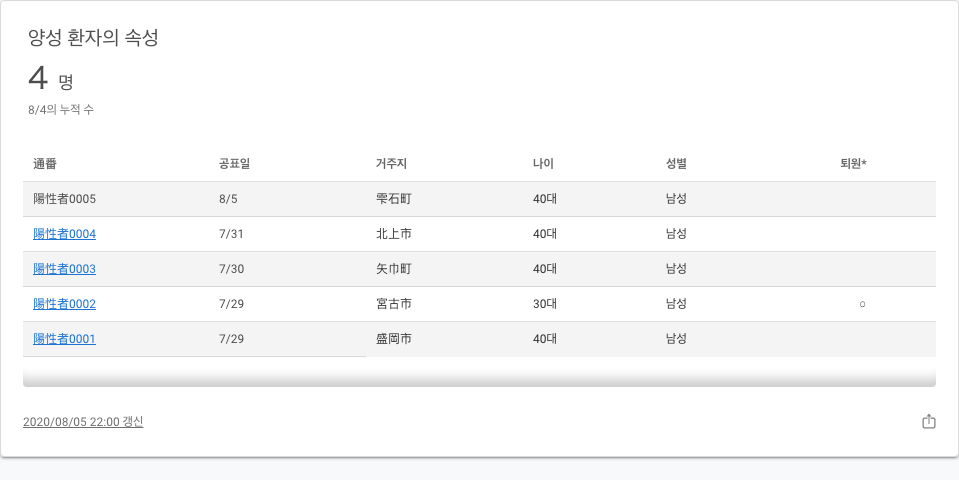 양성 환자의 속성
4 명
8/4의 누적 수
通番 공표일 거주지 나이 성별 퇴원*
陽性者0005 8/5 雫石町 40대 남성
陽性者0004 7/31 北上市 40대 남성
陽性者0003 7/30 矢巾町 40대 남성
陽性者0002 7/29 宮古市 30대 남성 ○
陽性者0001 7/29 盛岡市 40대 남성
2020/08/05 22:00 갱신